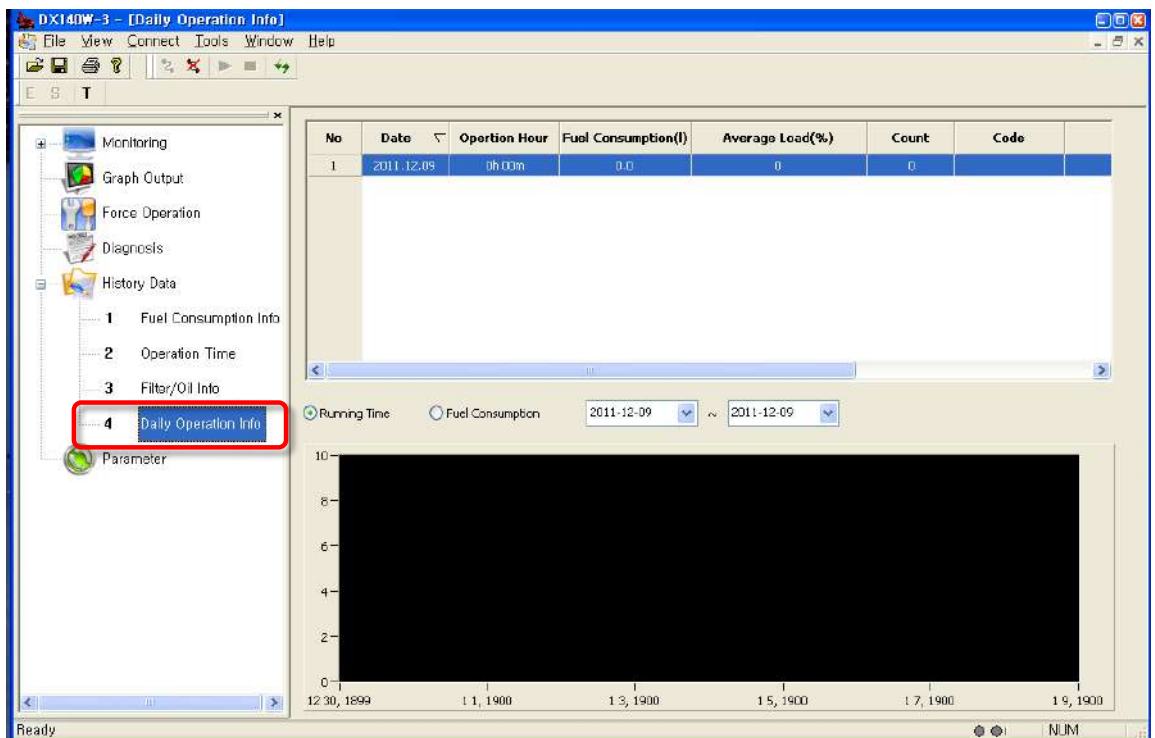 DX140W-3 - [Daily Operation Info]
File View Connect Tools Window Help
E S T
Monitoring
Graph Output
Force Operation
Diagnosis
History Data
1 Fuel Consumption Info
2 Operation Time
3 Filter/Oil Info
4 Daily Operation Info
Parameter
No Date Opertion Hour Fuel Consumption(l) Average Load(%) Count Code
1 2011.12.09 0h 00m 0.0 0 0
Running Time Fuel Consumption 2011-12-09 ~ 2011-12-09
10
8
6
4
2
0
12 30, 1899 1 1, 1900 1 3, 1900 1 5, 1900 1 7, 1900 1 9, 1900
Ready NUM